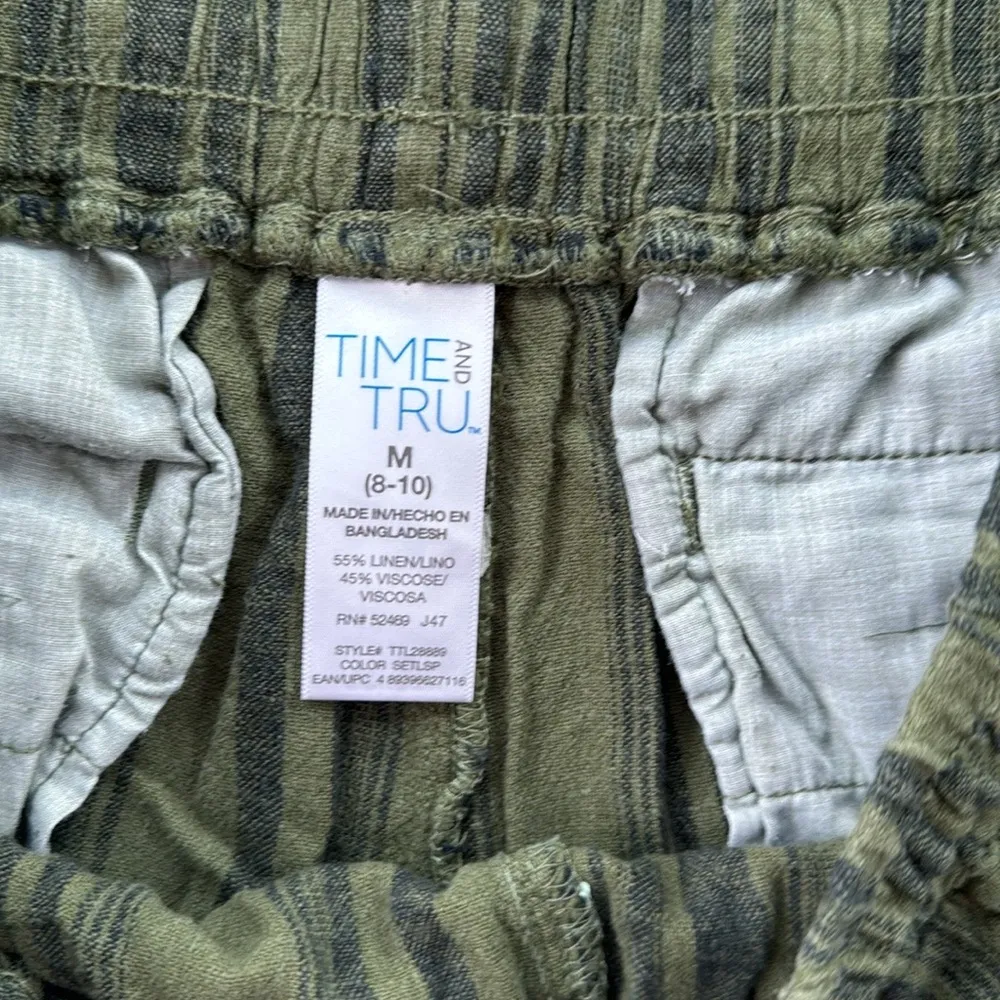 TIME AND
TRU™
M
(8-10)
MADE IN/HECHO EN
BANGLADESH
55% LINEN/LINO
45% VISCOSE/
VISCOSA
RN# 52469 J47
STYLE# TTL28889
COLOR SETLSP
EAN/UPC 4 89396627116